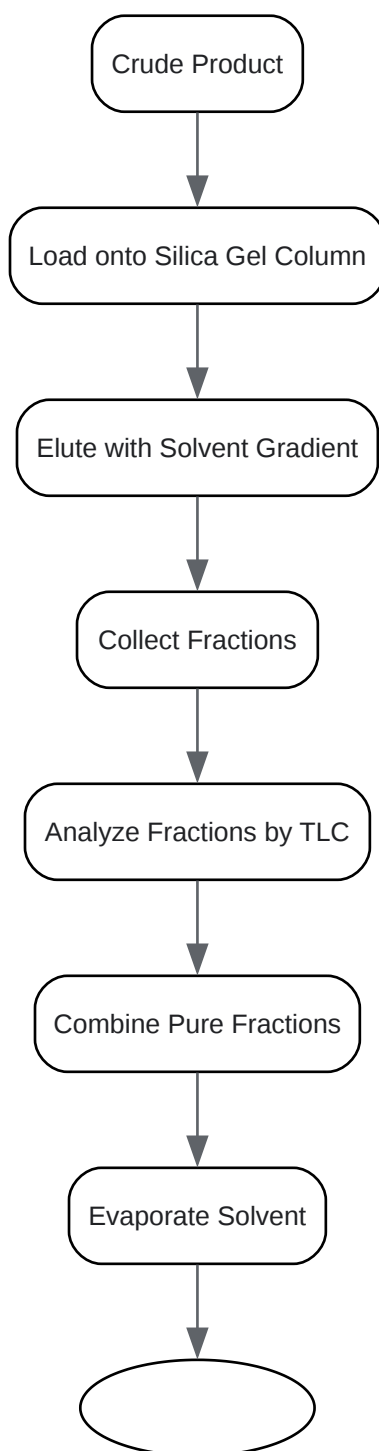 Crude Product
Load onto Silica Gel Column
Elute with Solvent Gradient
Collect Fractions
Analyze Fractions by TLC
Combine Pure Fractions
Evaporate Solvent